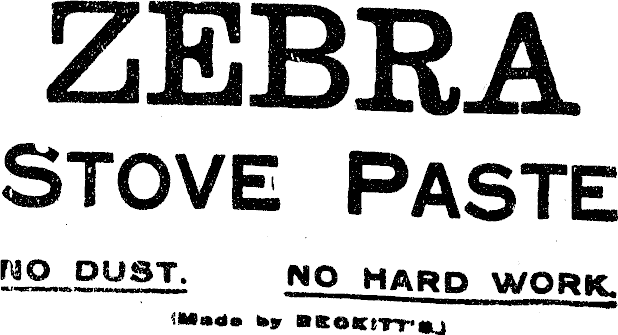 ZEBRA
STOVE PASTE
NO DUST. NO HARD WORK.
(Made by RECKITT'S.)